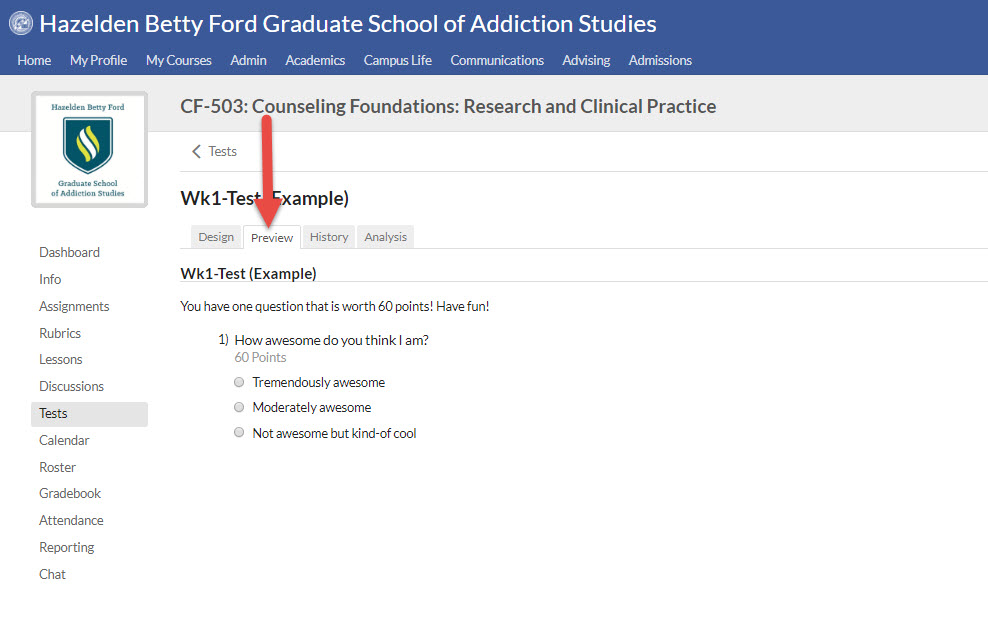 Hazelden Betty Ford Graduate School of Addiction Studies
Home My Profile My Courses Admin Academics Campus Life Communications Advising Admissions
Hazelden Betty Ford
Graduate School
of Addiction Studies
CF-503: Counseling Foundations: Research and Clinical Practice
Tests
Wk1-Test (Example)
Design Preview History Analysis
Wk1-Test (Example)
You have one question that is worth 60 points! Have fun!
1) How awesome do you think I am?
60 Points
Tremendously awesome
Moderately awesome
Not awesome but kind-of cool
Dashboard
Info
Assignments
Rubrics
Lessons
Discussions
Tests
Calendar
Roster
Gradebook
Attendance
Reporting
Chat